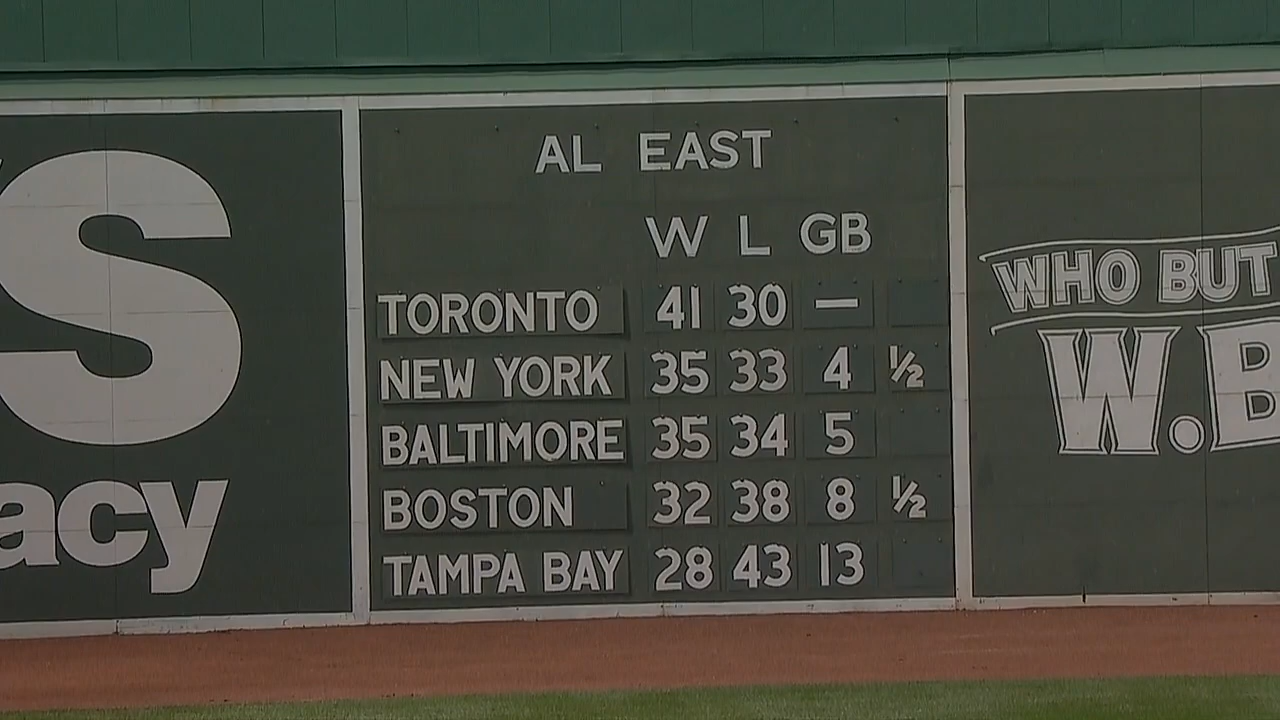 S
acy
AL EAST
W L GB
TORONTO 41 30 —
NEW YORK 35 33 4 ½
BALTIMORE 35 34 5
BOSTON 32 38 8 ½
TAMPA BAY 28 43 13
WHO BUT
W.B